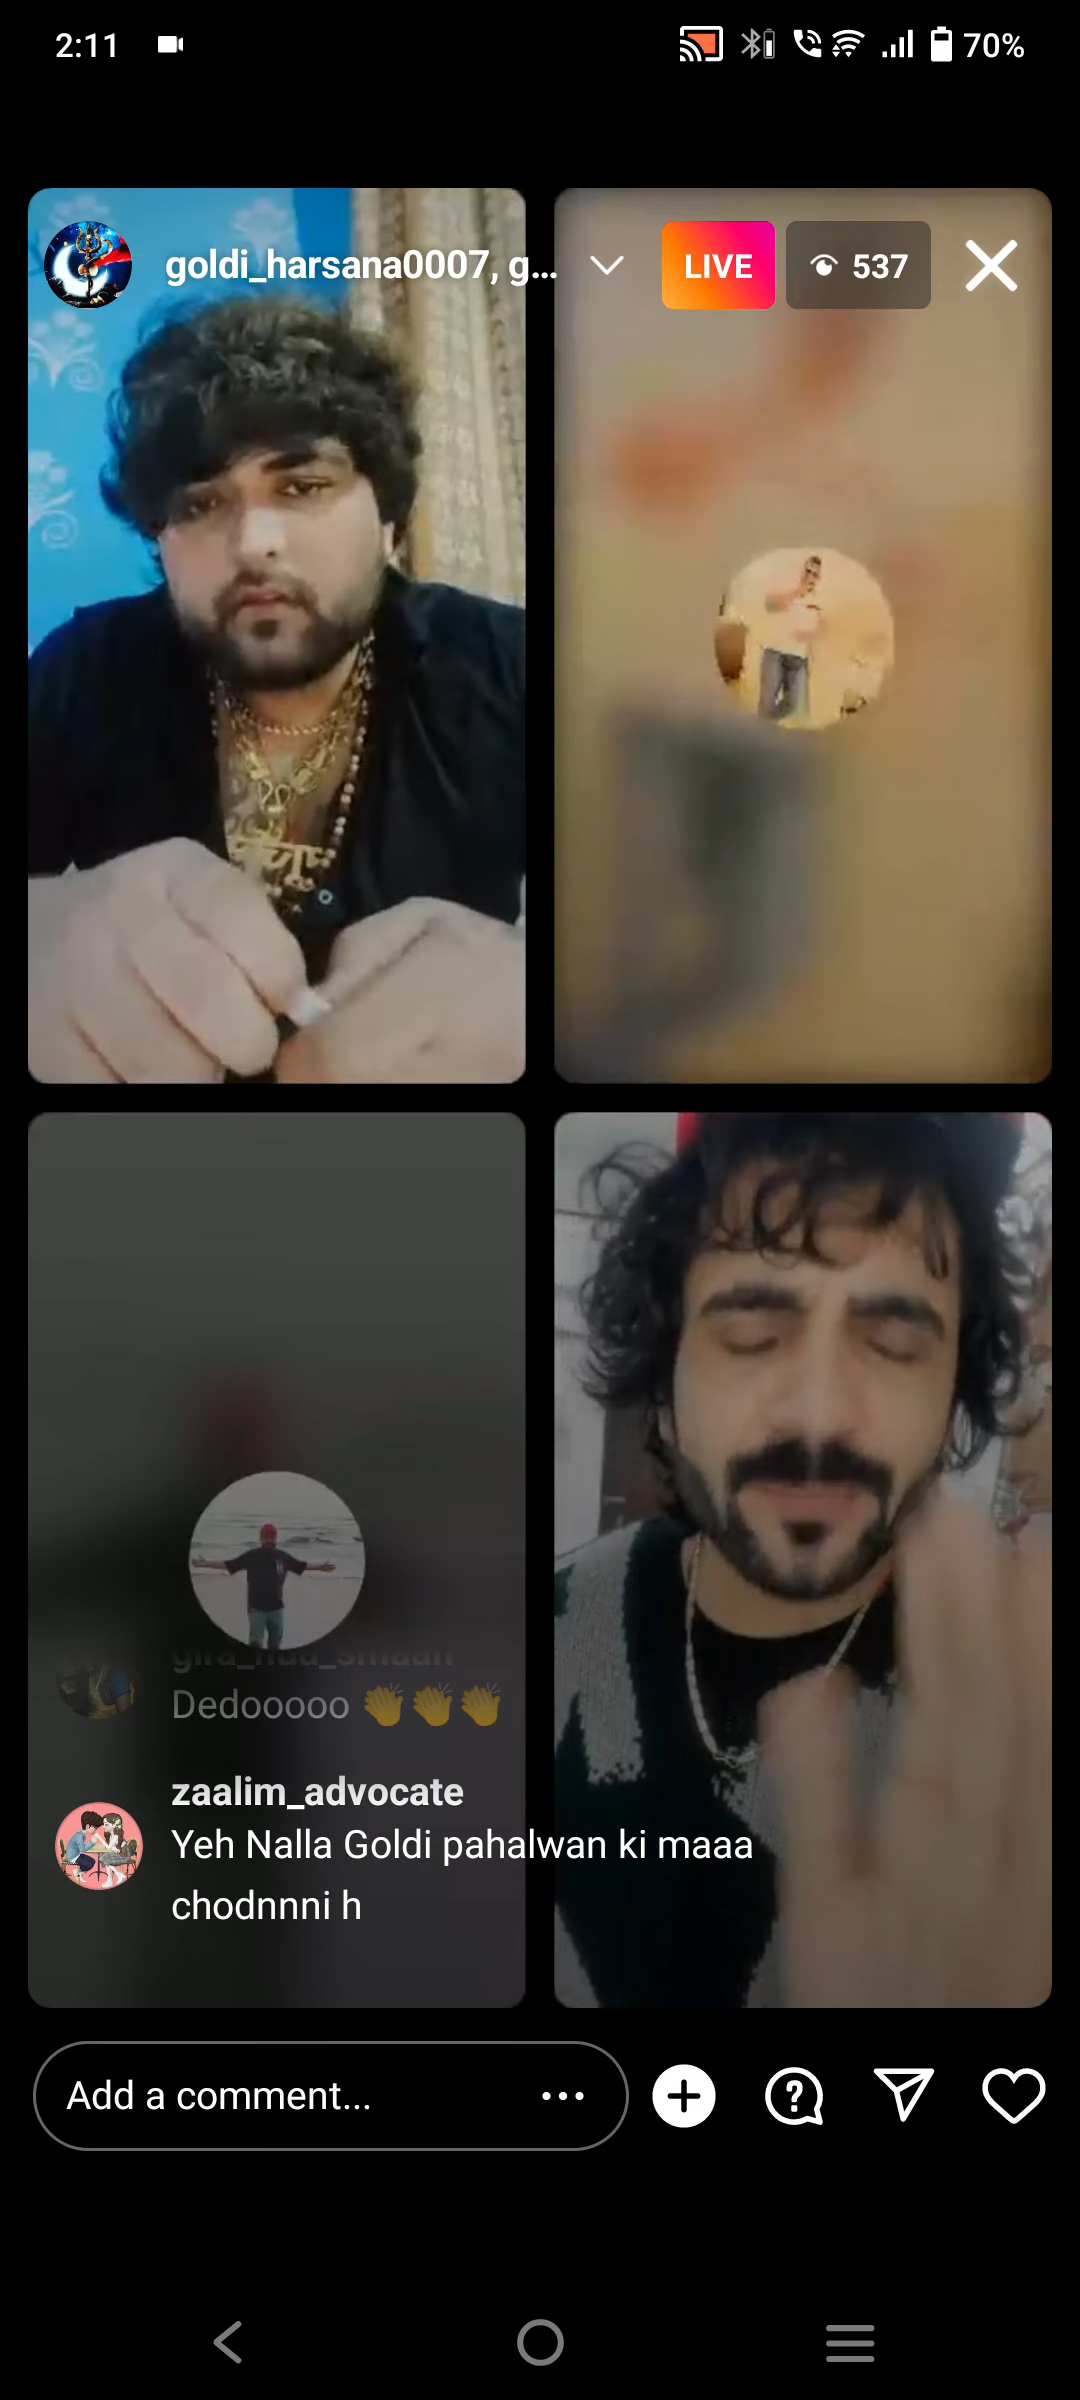 2:11
70%
goldi_harsana0007, g...
LIVE
537
Dedooooo 👏👏👏
zaalim_advocate
Yeh Nalla Goldi pahalwan ki maaa
chodnnni h
Add a comment...